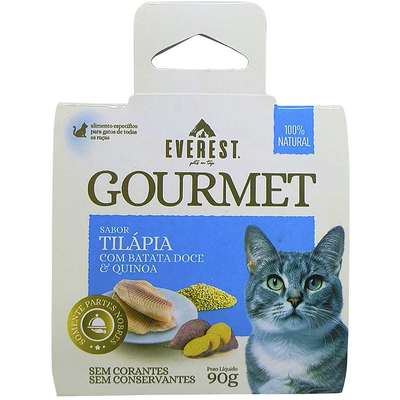 alimento específico
para gatos de todas
as raças
EVEREST
pets on top
100%
NATURAL
GOURMET
SABOR
TILÁPIA
COM BATATA DOCE
& QUINOA
SOMENTE PARTES NOBRES
SEM CORANTES
SEM CONSERVANTES
Peso Líquido
90g